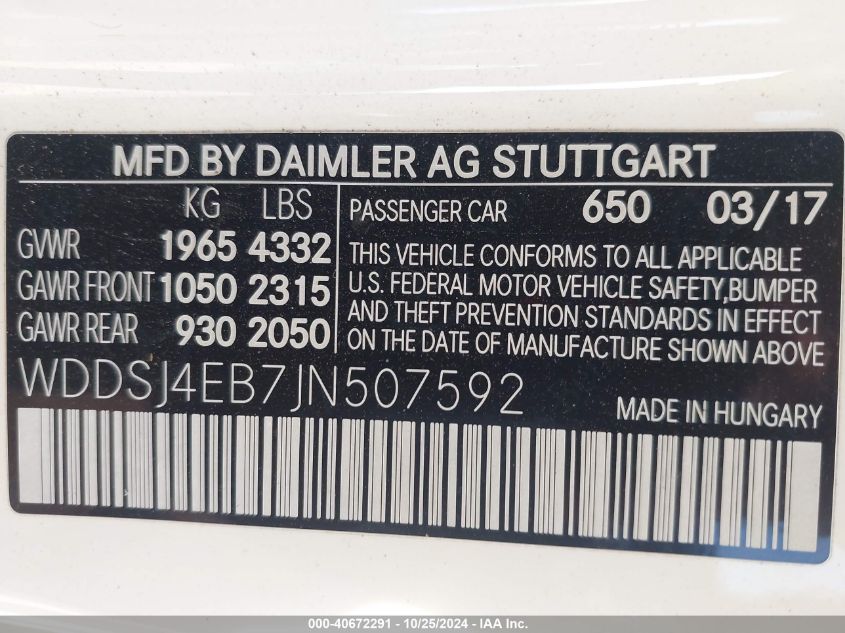 MFD BY DAIMLER AG STUTTGART
KG LBS
GVWR 1965 4332
GAWR FRONT 1050 2315
GAWR REAR 930 2050
PASSENGER CAR 650 03/17
THIS VEHICLE CONFORMS TO ALL APPLICABLE
U.S. FEDERAL MOTOR VEHICLE SAFETY,BUMPER
AND THEFT PREVENTION STANDARDS IN EFFECT
ON THE DATE OF MANUFACTURE SHOWN ABOVE
WDDSJ4EB7JN507592
MADE IN HUNGARY
000-40672291 - 10/25/2024 - IAAI.com